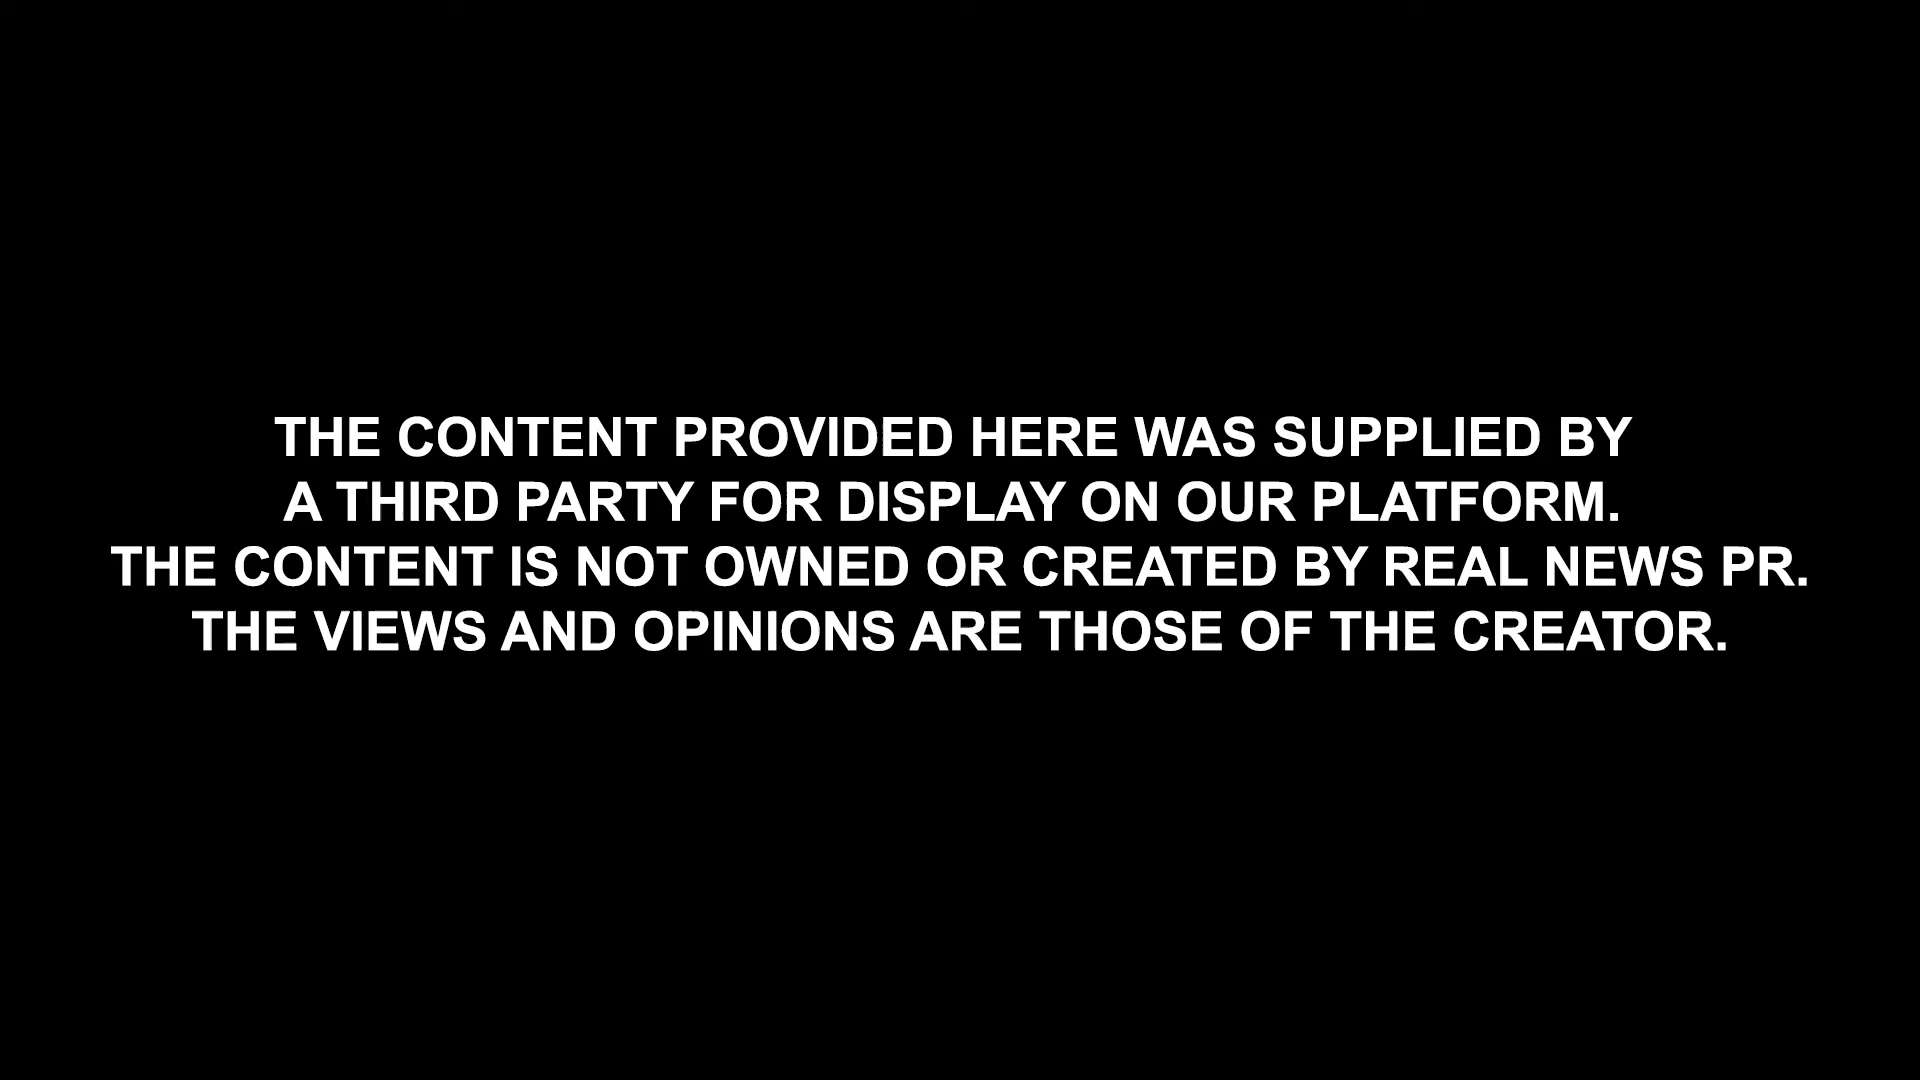 THE CONTENT PROVIDED HERE WAS SUPPLIED BY
A THIRD PARTY FOR DISPLAY ON OUR PLATFORM.
THE CONTENT IS NOT OWNED OR CREATED BY REAL NEWS PR.
THE VIEWS AND OPINIONS ARE THOSE OF THE CREATOR.